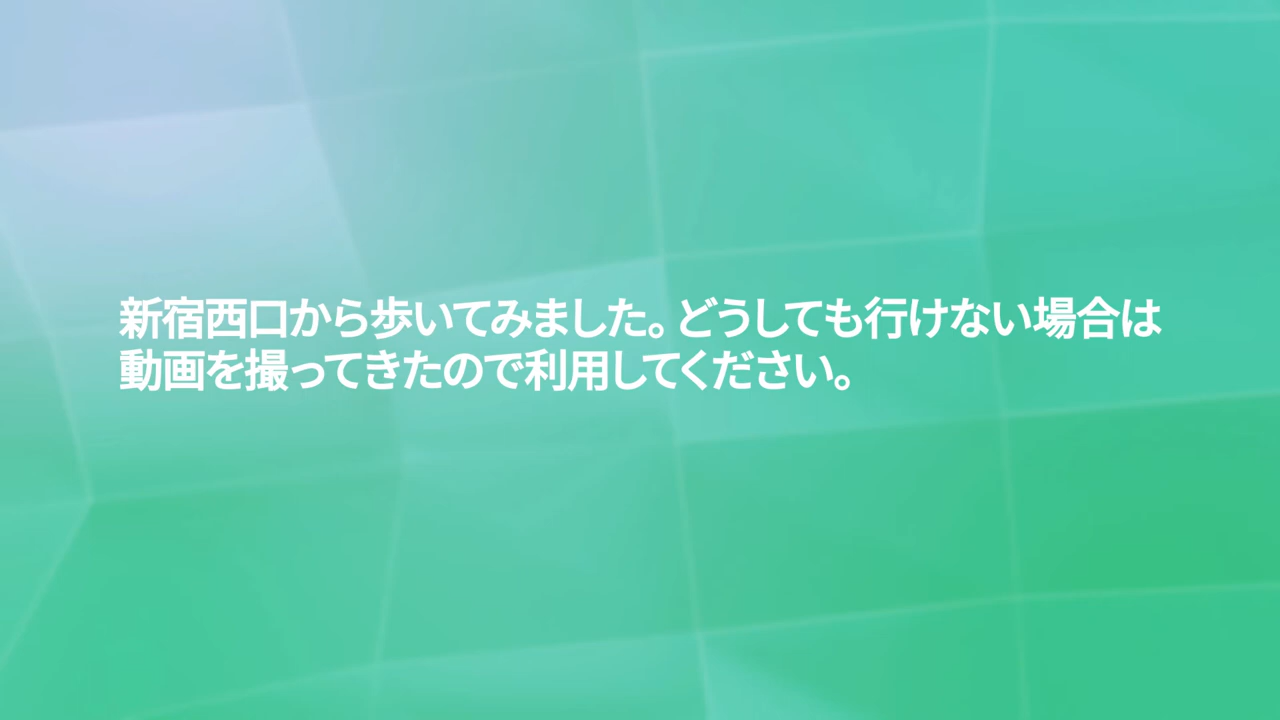 新宿西口から歩いてみました。どうしても行けない場合は
動画を撮ってきたので利用してください。